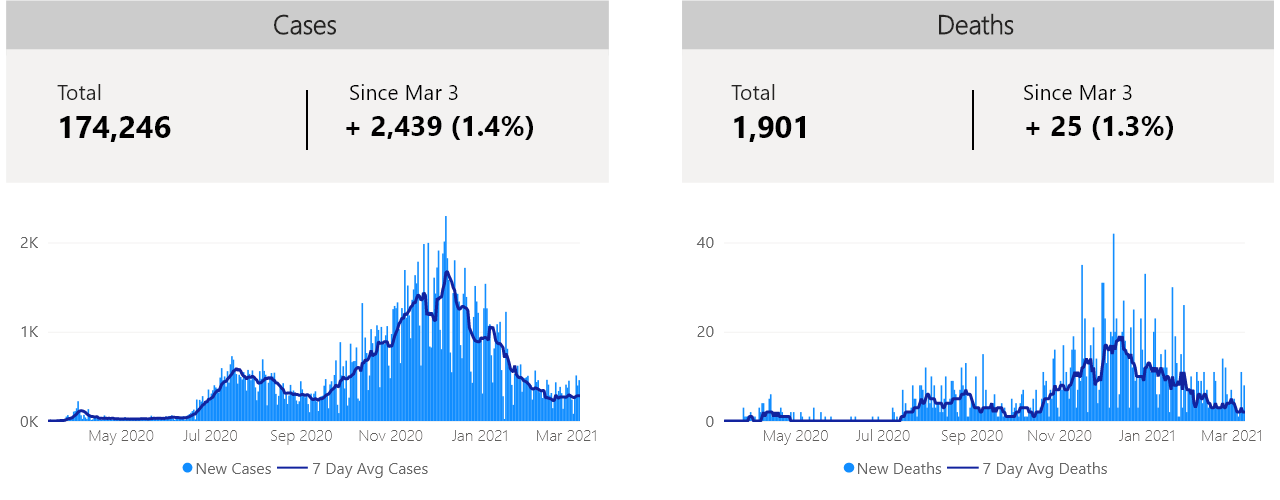 Cases
Total
174,246
Since Mar 3
+ 2,439 (1.4%)
2K
1K
0K
May 2020
Jul 2020
Sep 2020
Nov 2020
Jan 2021
Mar 2021
New Cases
7 Day Avg Cases
Deaths
Total
1,901
Since Mar 3
+ 25 (1.3%)
40
20
0
May 2020
Jul 2020
Sep 2020
Nov 2020
Jan 2021
Mar 2021
New Deaths
7 Day Avg Deaths